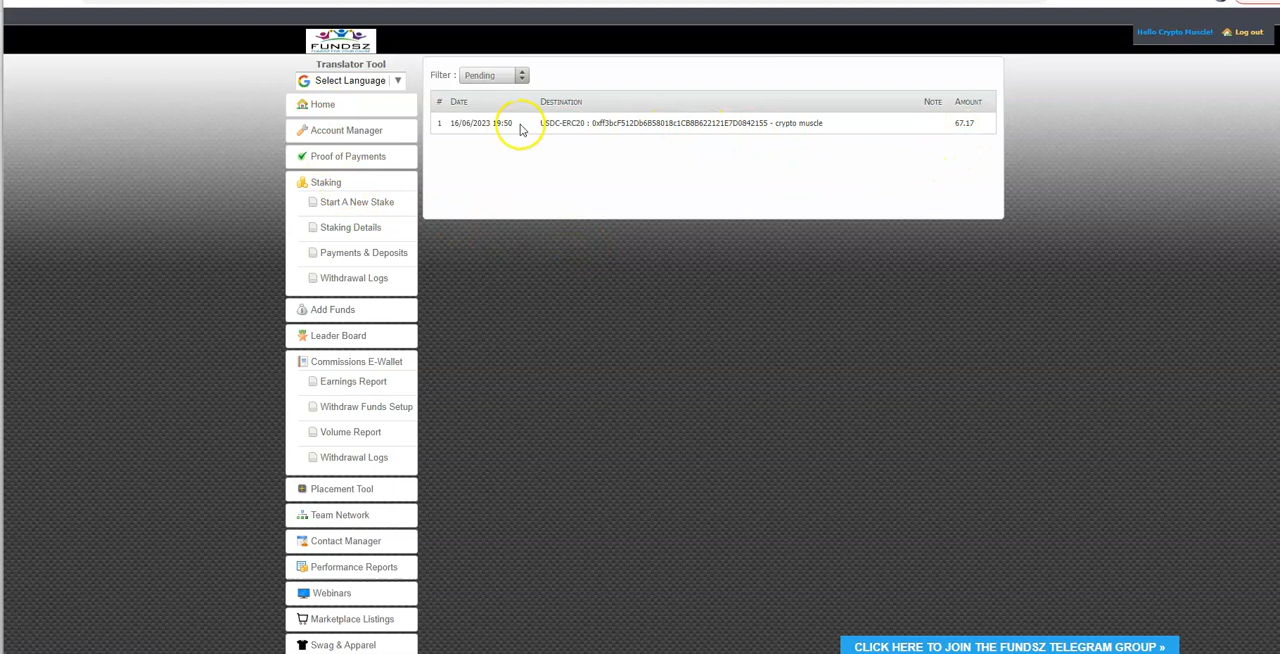 Hello Crypto Muscle! Log out
FUNDSZ
Translator Tool
Select Language ▼
Home
Account Manager
Proof of Payments
Staking
Start A New Stake
Staking Details
Payments & Deposits
Withdrawal Logs
Add Funds
Leader Board
Commissions E-Wallet
Earnings Report
Withdraw Funds Setup
Volume Report
Withdrawal Logs
Placement Tool
Team Network
Contact Manager
Performance Reports
Webinars
Marketplace Listings
Swag & Apparel
Filter : Pending
# DATE DESTINATION NOTE AMOUNT
1 16/06/2023 19:50 USDC-ERC20 : 0xff3bcF512Db6B58018c1CB8B622121E7D0842155 - crypto muscle 67.17
CLICK HERE TO JOIN THE FUNDSZ TELEGRAM GROUP »